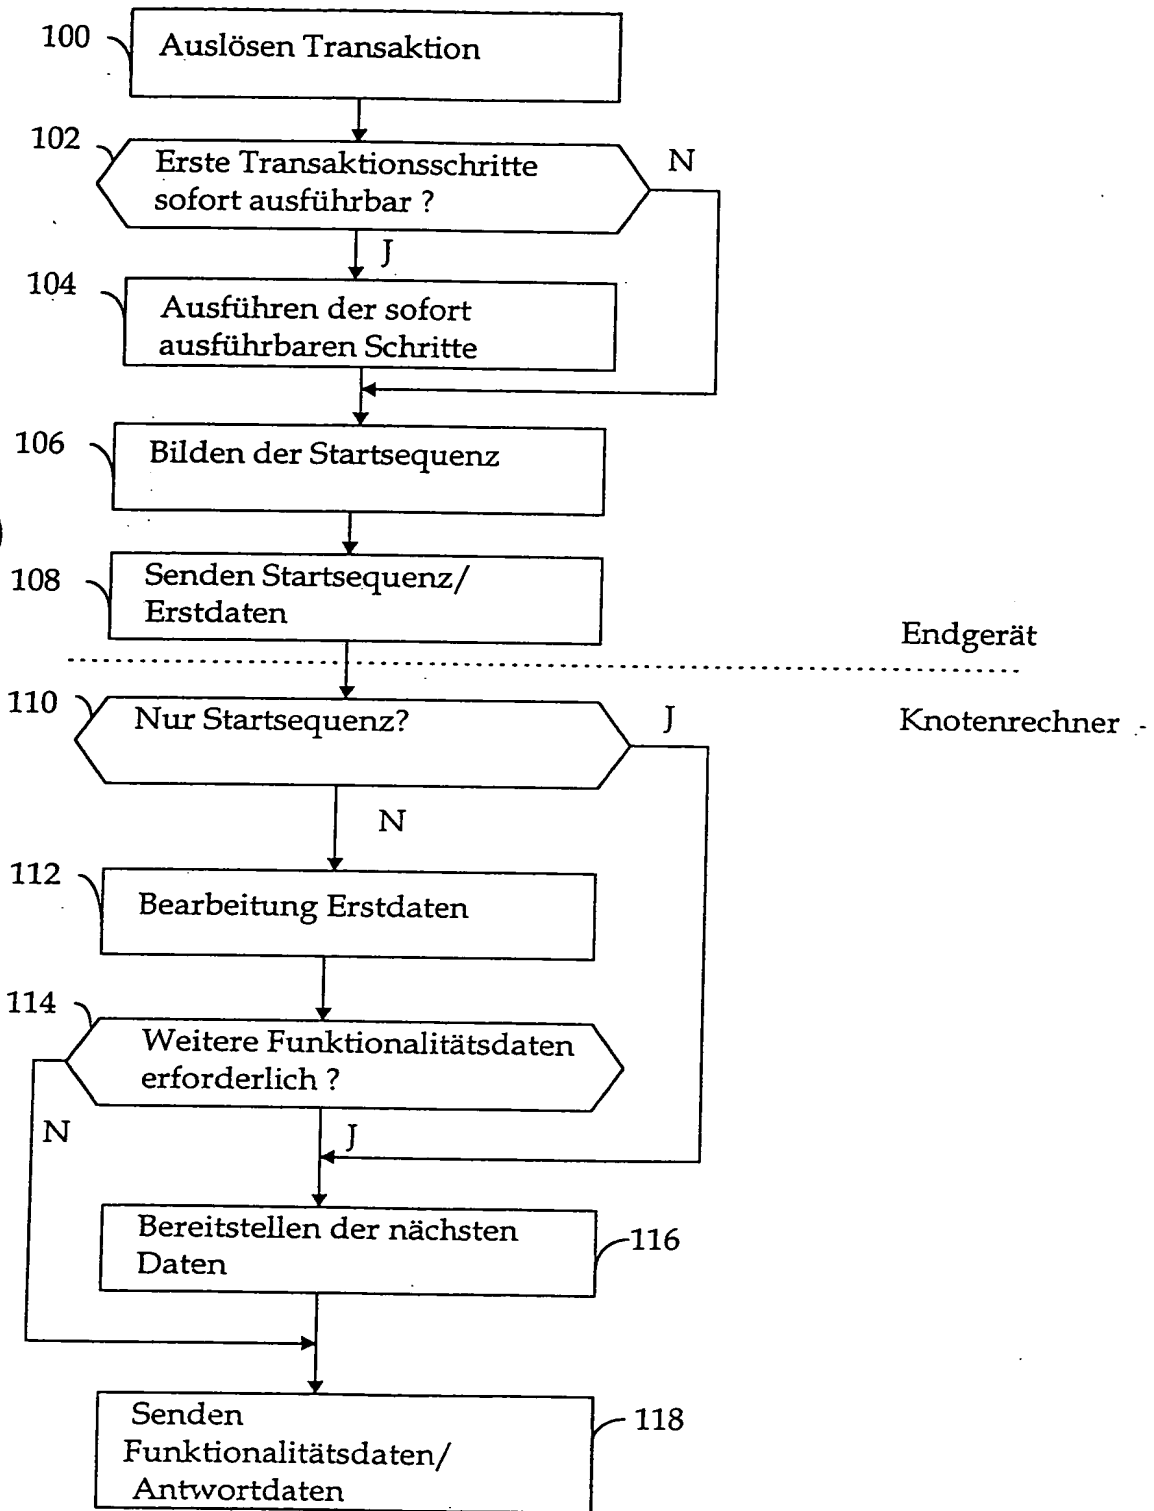 100
Auslösen Transaktion
102
Erste Transaktionsschritte
sofort ausführbar ?
N
J
104
Ausführen der sofort
ausführbaren Schritte
106
Bilden der Startsequenz
108
Senden Startsequenz/
Erstdaten
Endgerät
110
Nur Startsequenz?
J
Knotenrechner
N
112
Bearbeitung Erstdaten
114
Weitere Funktionalitätsdaten
erforderlich ?
N
J
Bereitstellen der nächsten
Daten
116
Senden
Funktionalitätsdaten/
Antwortdaten
118